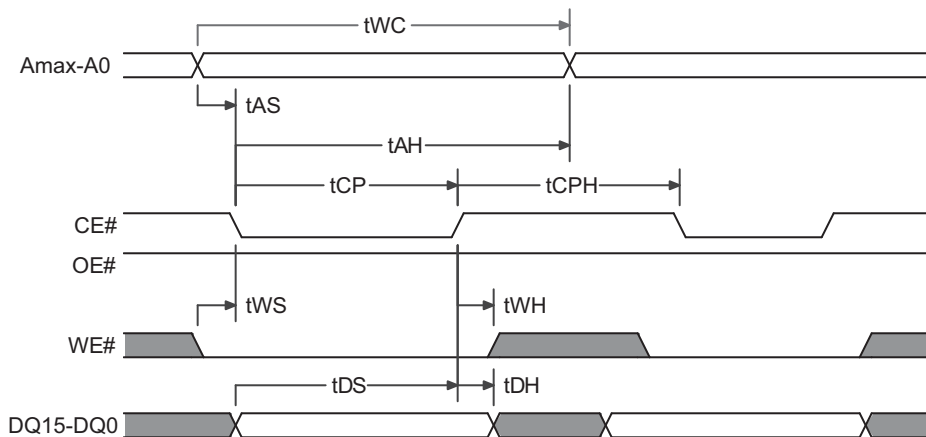 tWC
Amax-A0
tAS
tAH
tCP tCPH
CE#
OE#
tWS tWH
WE#
tDS tDH
DQ15-DQ0